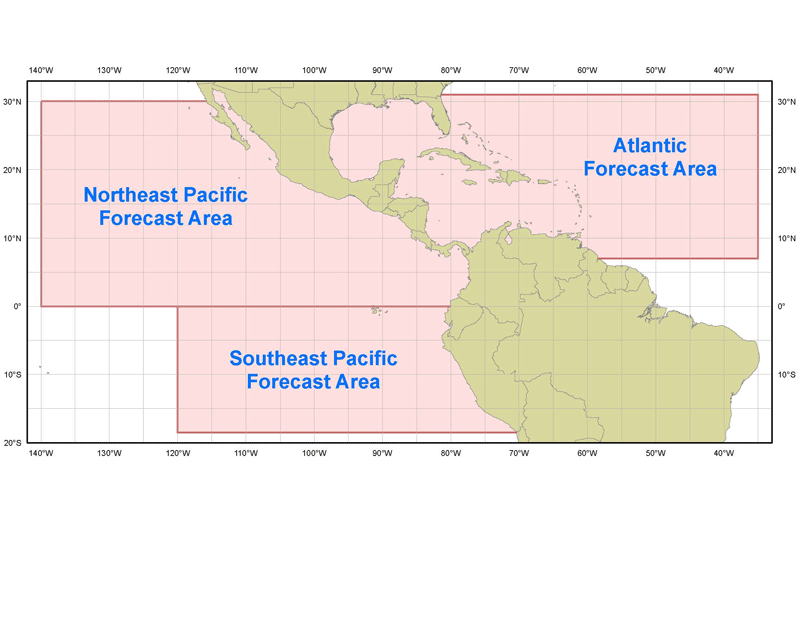 140°W 130°W 120°W 110°W 100°W 90°W 80°W 70°W 60°W 50°W 40°W
30°N 30°N
Atlantic
Forecast Area
20°N 20°N
Northeast Pacific
Forecast Area
10°N 10°N
0° 0°
Southeast Pacific
Forecast Area
10°S 10°S
20°S 20°S
140°W 130°W 120°W 110°W 100°W 90°W 80°W 70°W 60°W 50°W 40°W